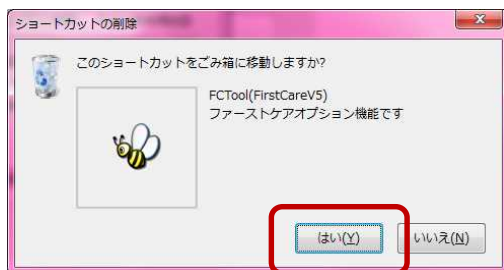 ショートカットの削除
このショートカットをごみ箱に移動しますか?
FCTool(FirstCareV5)
ファーストケアオプション機能です
はい(Y)
いいえ(N)